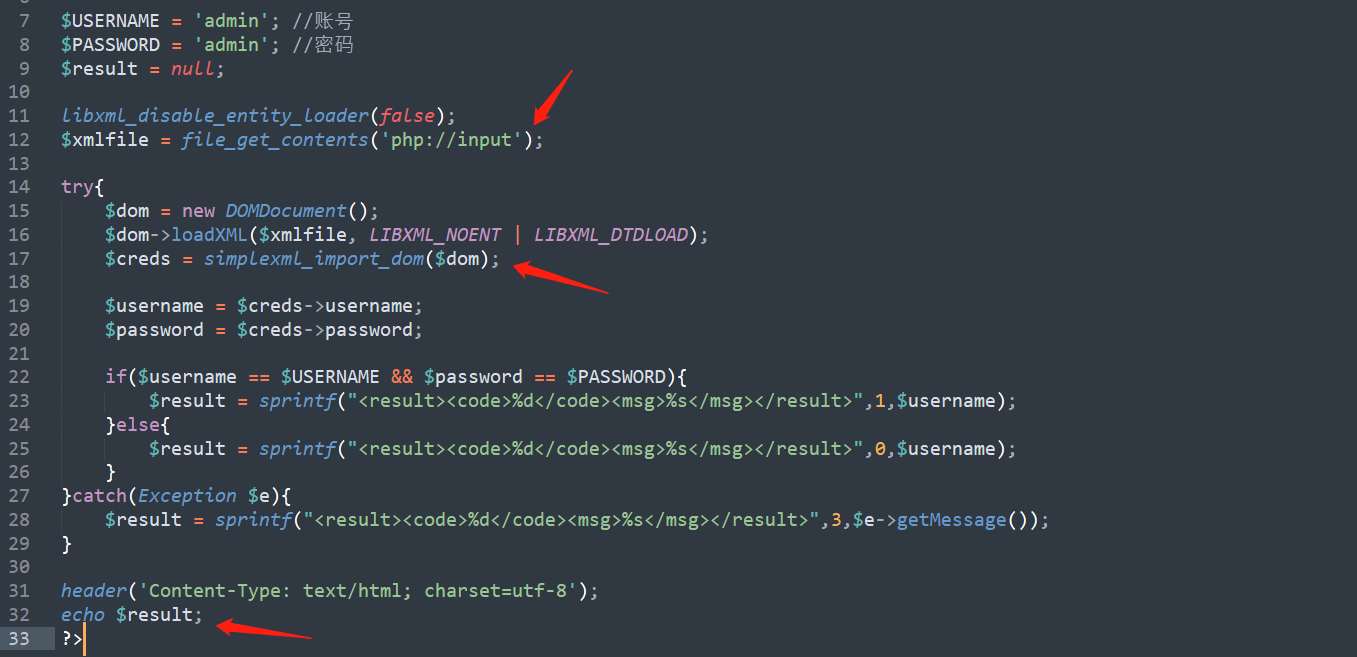 7 $USERNAME = 'admin'; //账号
8 $PASSWORD = 'admin'; //密码
9 $result = null;
10
11 libxml_disable_entity_loader(false);
12 $xmlfile = file_get_contents('php://input');
13
14 try{
15     $dom = new DOMDocument();
16     $dom->loadXML($xmlfile, LIBXML_NOENT | LIBXML_DTDLOAD);
17     $creds = simplexml_import_dom($dom);
18
19     $username = $creds->username;
20     $password = $creds->password;
21
22     if($username == $USERNAME && $password == $PASSWORD){
23         $result = sprintf("<result><code>%d</code><msg>%s</msg></result>",1,$username);
24     }else{
25         $result = sprintf("<result><code>%d</code><msg>%s</msg></result>",0,$username);
26     }
27 }catch(Exception $e){
28     $result = sprintf("<result><code>%d</code><msg>%s</msg></result>",3,$e->getMessage());
29 }
30
31 header('Content-Type: text/html; charset=utf-8');
32 echo $result;
33 ?>